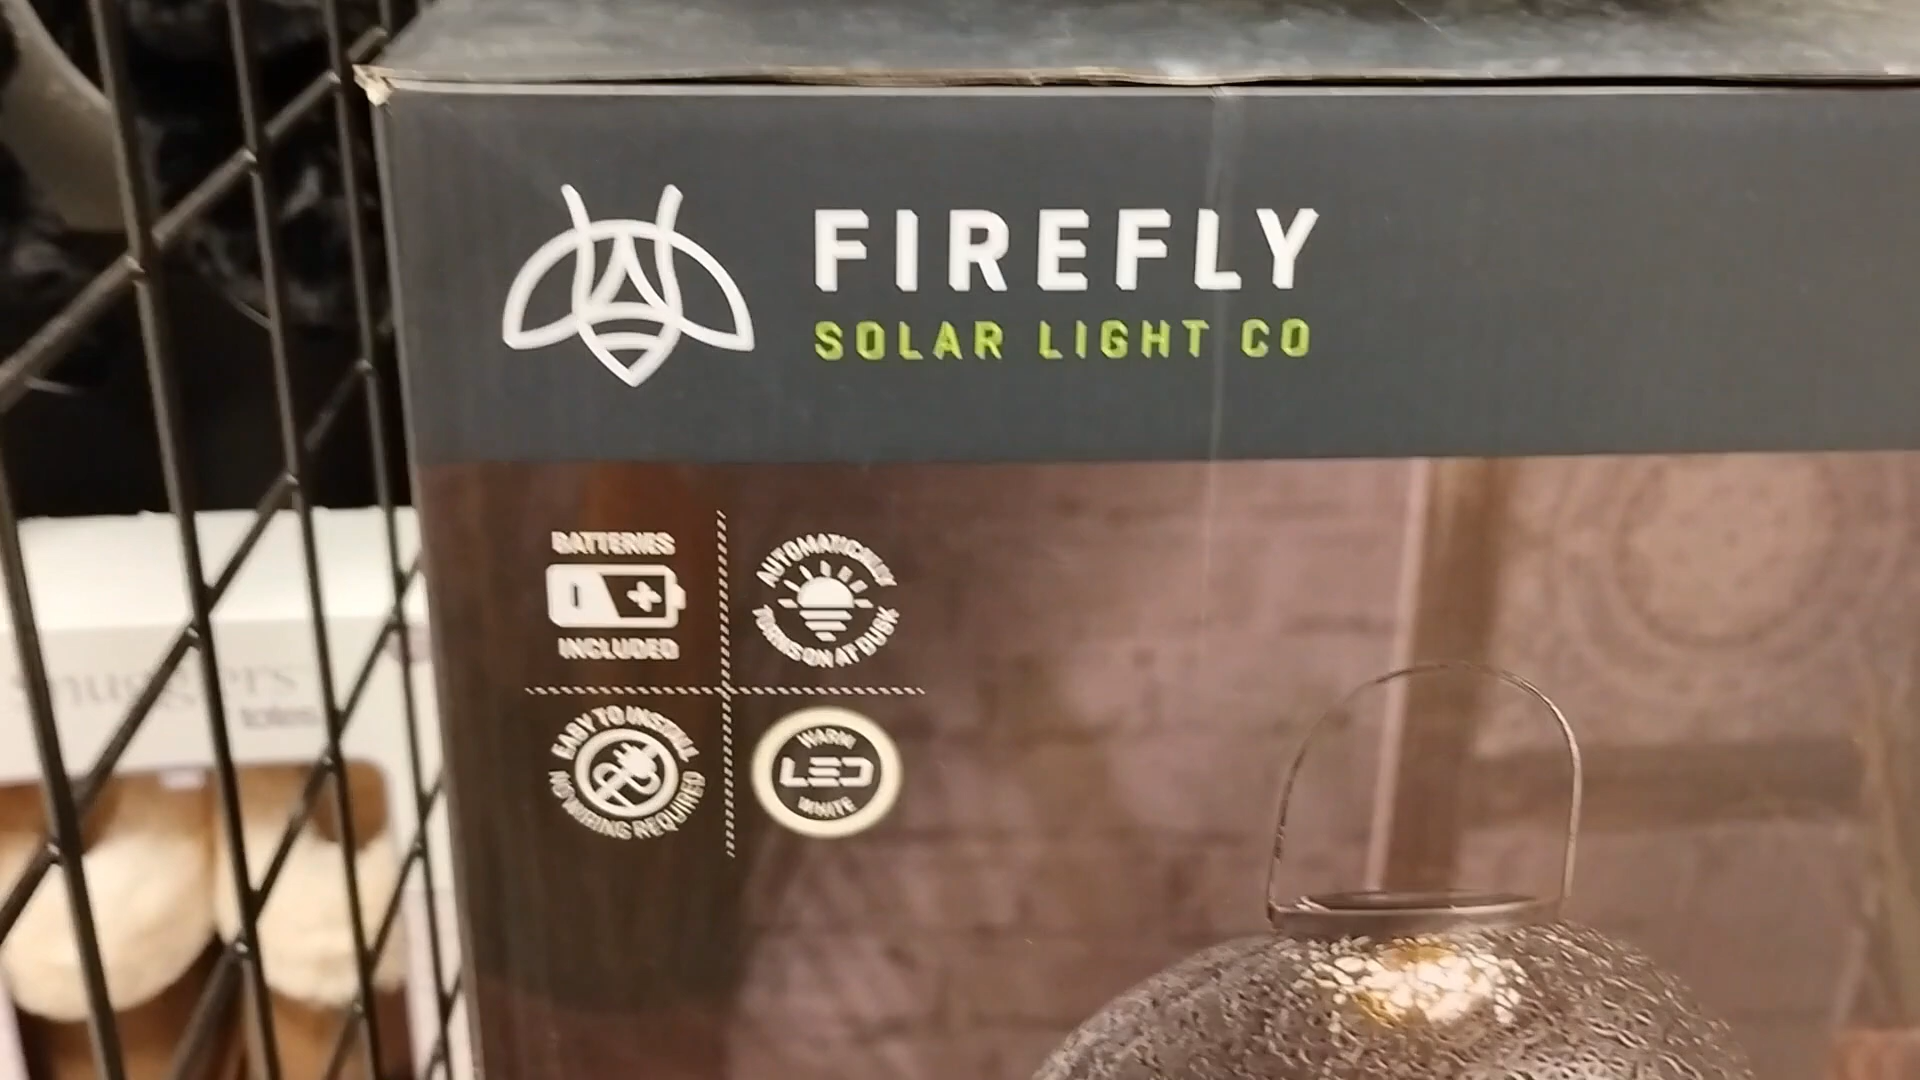 FIREFLY
SOLAR LIGHT CO
BATTERIES
INCLUDED
AUTOMATICALLY
TURNS ON AT DUSK
EASY TO INSTALL
NO WIRING REQUIRED
WARM
LED
WHITE